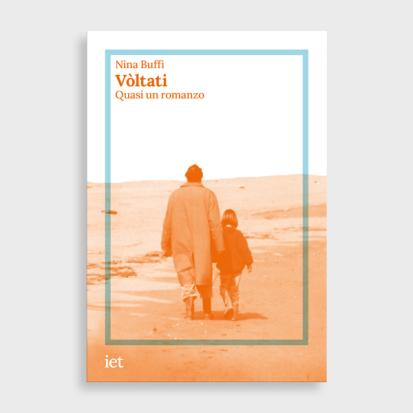 Nina Buffi
Vòltati
Quasi un romanzo
iet